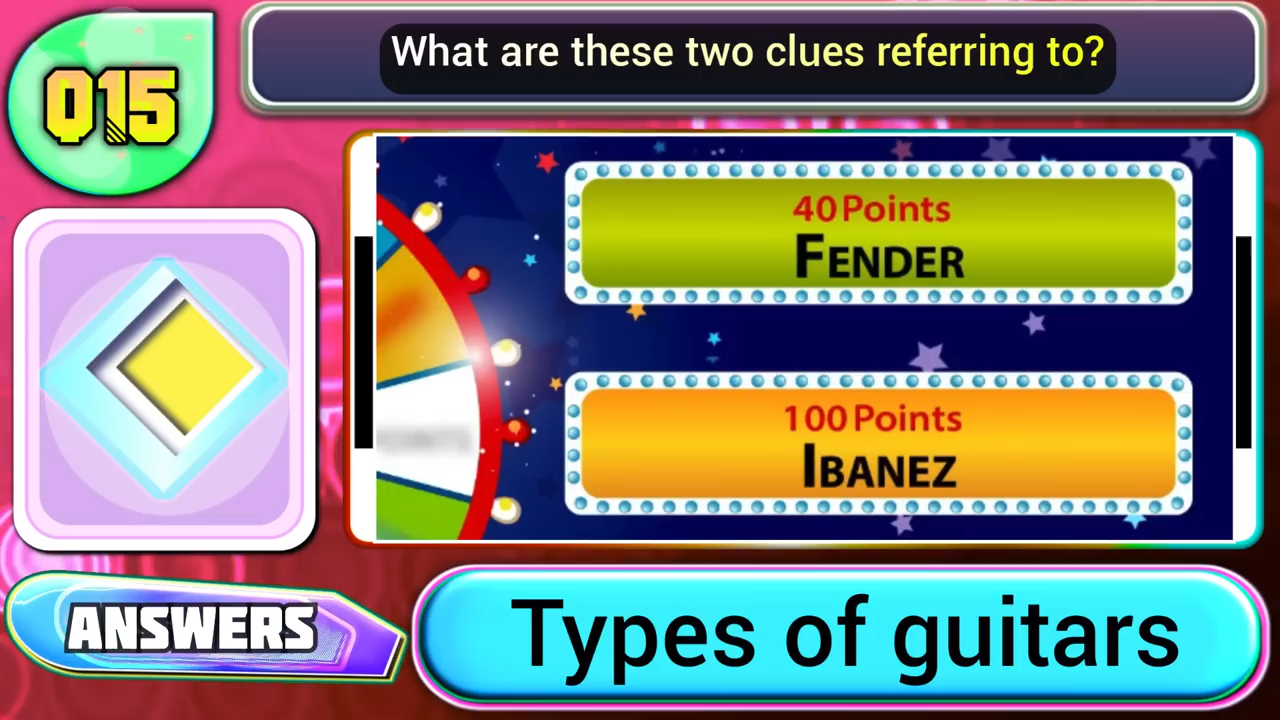 Q15
What are these two clues referring to?
40 Points
FENDER
100 Points
IBANEZ
ANSWERS
Types of guitars